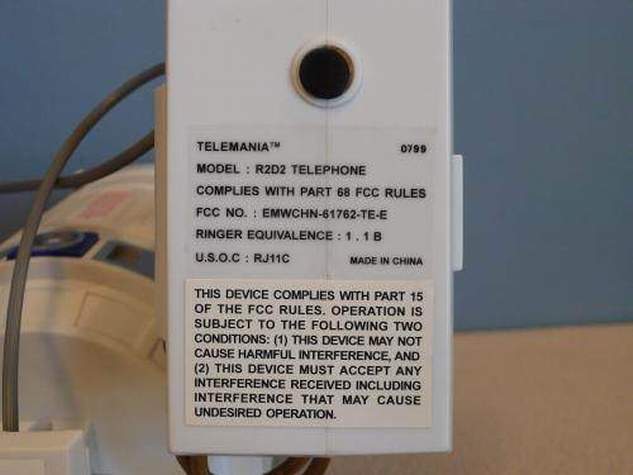 TELEMANIA™ 0799
MODEL : R2D2 TELEPHONE
COMPLIES WITH PART 68 FCC RULES
FCC NO. : EMWCHN-61762-TE-E
RINGER EQUIVALENCE : 1 . 1 B
U.S.O.C : RJ11C MADE IN CHINA
THIS DEVICE COMPLIES WITH PART 15
OF THE FCC RULES. OPERATION IS
SUBJECT TO THE FOLLOWING TWO
CONDITIONS: (1) THIS DEVICE MAY NOT
CAUSE HARMFUL INTERFERENCE, AND
(2) THIS DEVICE MUST ACCEPT ANY
INTERFERENCE RECEIVED INCLUDING
INTERFERENCE THAT MAY CAUSE
UNDESIRED OPERATION.